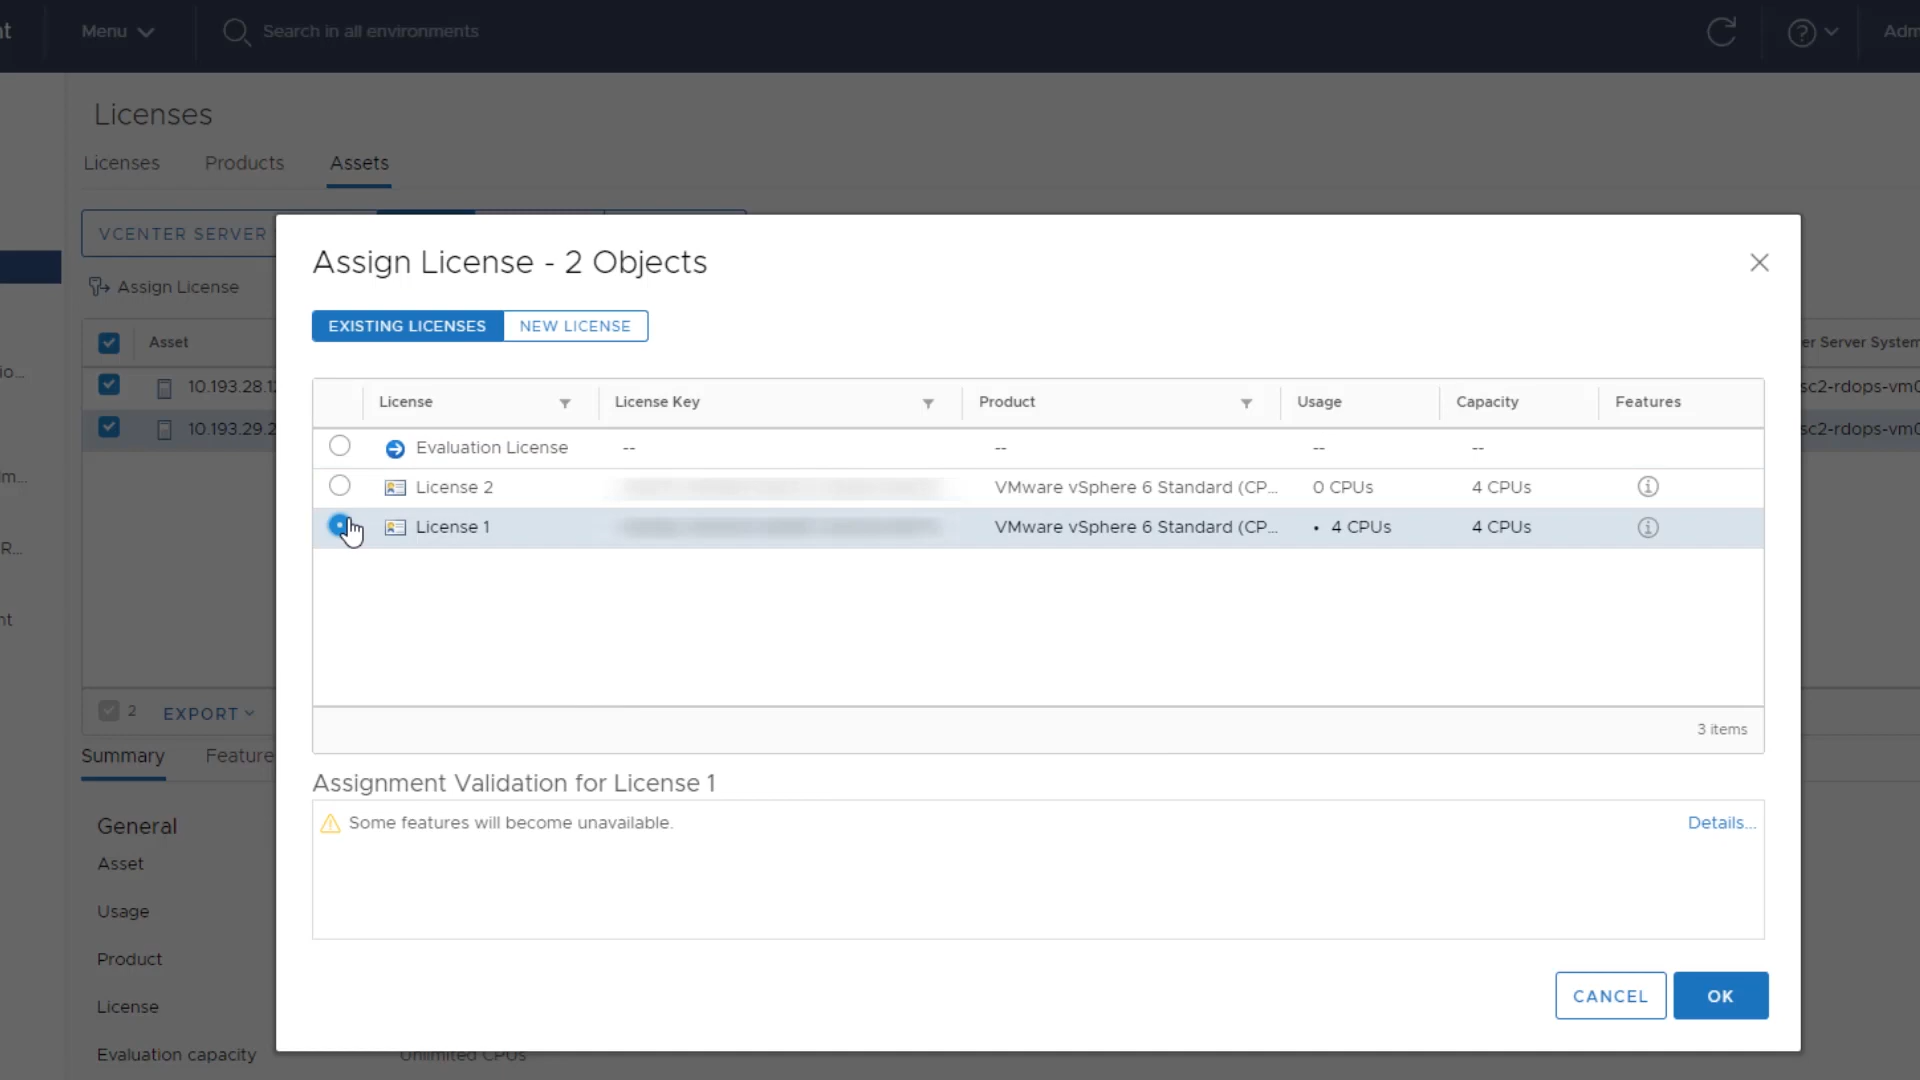 nt
Menu
Search in all environments
Adm
Licenses
Licenses
Products
Assets
VCENTER SERVER
Assign License
Asset
10.193.28.1
10.193.29.2
er Server System
sc2-rdops-vm0
sc2-rdops-vm0
io...
m...
R...
nt
2
EXPORT
Summary
Feature
General
Asset
Usage
Product
License
Evaluation capacity
Unlimited CPUs
Assign License - 2 Objects
EXISTING LICENSES
NEW LICENSE
License
License Key
Product
Usage
Capacity
Features
Evaluation License -- -- -- --
License 2 VMware vSphere 6 Standard (CP... 0 CPUs 4 CPUs
License 1 VMware vSphere 6 Standard (CP... • 4 CPUs 4 CPUs
3 items
Assignment Validation for License 1
Some features will become unavailable.
Details...
CANCEL
OK